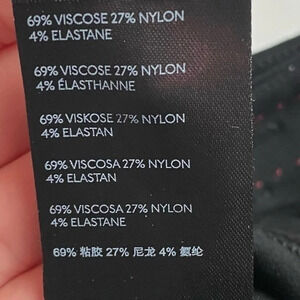 69% VISCOSE 27% NYLON
4% ELASTANE
69% VISCOSE 27% NYLON
4% ÉLASTHANNE
69% VISKOSE 27% NYLON
4% ELASTAN
69% VISCOSA 27% NYLON
4% ELASTAN
69% VISCOSA 27% NYLON
4% ELASTANE
69% 粘胶 27% 尼龙 4% 氨纶